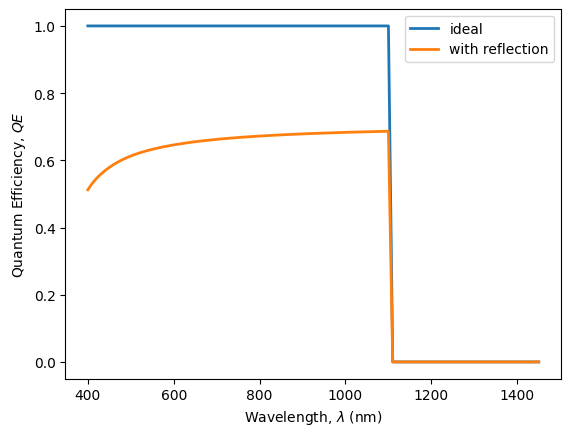 ideal
with reflection
1.0
0.8
0.6
0.4
0.2
0.0
Quantum Efficiency, QE
400 600 800 1000 1200 1400
Wavelength, λ (nm)